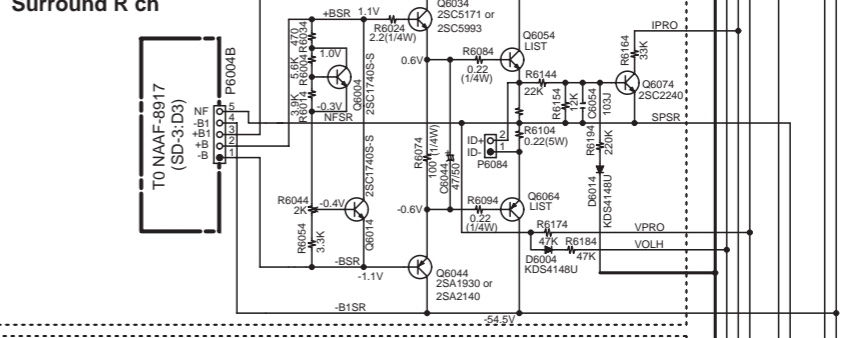 Surround R ch
T0 NAAF-8917
(SD-3: D3)
P6004B
NF
-B1
+B1
+B
-B
5
4
3
2
1
+BSR
1.1V
R6034
470
R6004
5.6K
R6014
3.9K
1.0V
-0.3V
NFSR
Q6004
2SC1740S-S
R6024
2.2(1/4W)
Q6034
2SC5171 or
2SC5993
0.6V
R6084
0.22
(1/4W)
Q6054
LIST
R6144
22K
R6154
12K
C6054
103J
R6164
33K
IPRO
Q6074
2SC2240
SPSR
R6194
220K
D6014
KDS4148U
ID+
ID-
2
1
P6084
R6104
0.22(5W)
R6074
100 (1/4W)
C6044
47/50
+
R6044
2K
-0.4V
2SC1740S-S
Q6014
R6054
3.3K
-0.6V
R6094
0.22
(1/4W)
Q6064
LIST
R6174
47K
VPRO
R6184
47K
VOLH
D6004
KDS4148U
-BSR
-1.1V
Q6044
2SA1930 or
2SA2140
-B1SR
-54.5V